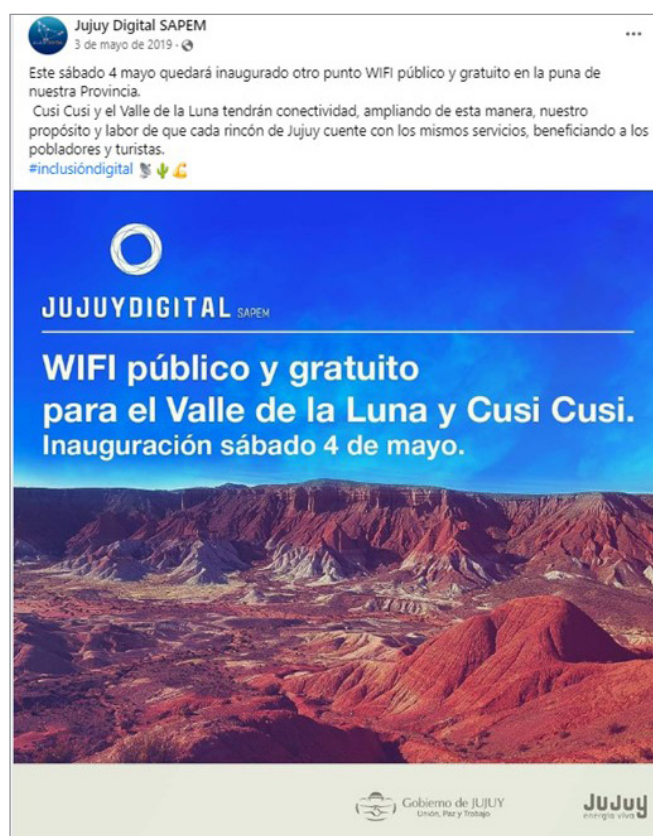 Jujuy Digital SAPEM
3 de mayo de 2019 ·
Este sábado 4 mayo quedará inaugurado otro punto WIFI público y gratuito en la puna de
nuestra Provincia.
Cusi Cusi y el Valle de la Luna tendrán conectividad, ampliando de esta manera, nuestro
propósito y labor de que cada rincón de Jujuy cuente con los mismos servicios, beneficiando a los
pobladores y turistas.
#inclusióndigital
JUJUYDIGITAL SAPEM
WIFI público y gratuito
para el Valle de la Luna y Cusi Cusi.
Inauguración sábado 4 de mayo.
Gobierno de JUJUY
Unión, Paz y Trabajo
JuJuy
energía viva